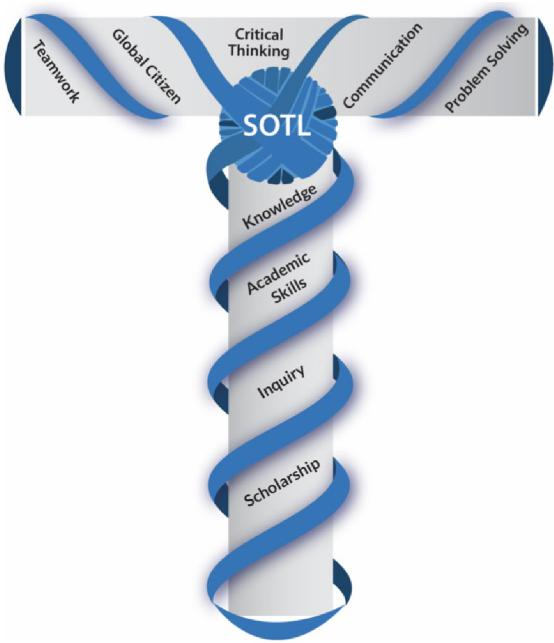 Teamwork
Global Citizen
Critical
Thinking
Communication
Problem Solving
SOTL
Knowledge
Academic
Skills
Inquiry
Scholarship